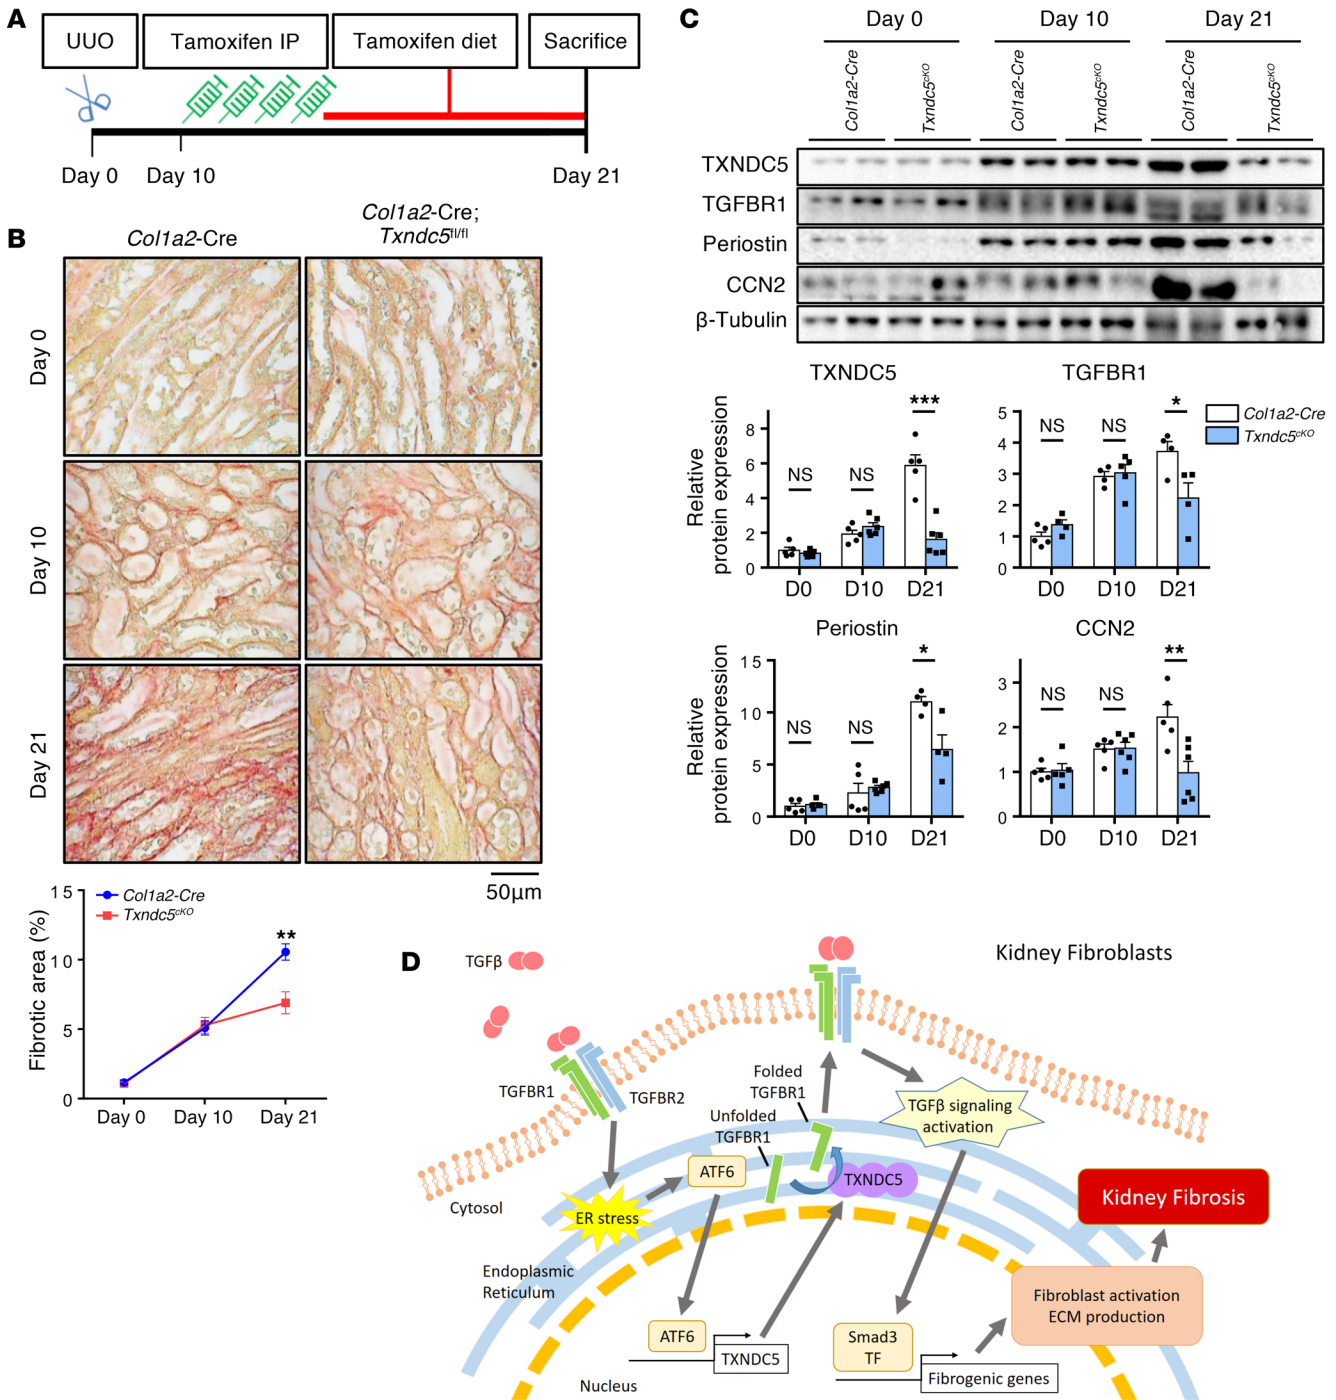 A
UUO
Tamoxifen IP
Tamoxifen diet
Sacrifice
Day 0
Day 10
Day 21
B
Col1a2-Cre
Col1a2-Cre;
Txndc5fl/fl
Day 0
Day 10
Day 21
50μm
Fibrotic area (%)
15
10
5
0
Col1a2-Cre
Txndc5cKO
**
Day 0
Day 10
Day 21
C
Day 0
Day 10
Day 21
Col1a2-Cre
Txndc5cKO
Col1a2-Cre
Txndc5cKO
Col1a2-Cre
Txndc5cKO
TXNDC5
TGFBR1
Periostin
CCN2
β-Tubulin
TXNDC5
Relative
protein expression
8
6
4
2
0
NS
NS
***
D0
D10
D21
TGFBR1
5
4
3
2
1
0
NS
NS
*
D0
D10
D21
Col1a2-Cre
Txndc5cKO
Periostin
Relative
protein expression
15
10
5
0
NS
NS
*
D0
D10
D21
CCN2
3
2
1
0
NS
NS
**
D0
D10
D21
D
Kidney Fibroblasts
TGFβ
TGFBR1
TGFBR2
Folded
TGFBR1
Unfolded
TGFBR1
TGFβ signaling
activation
ATF6
TXNDC5
Cytosol
ER stress
Kidney Fibrosis
Endoplasmic
Reticulum
Fibroblast activation
ECM production
ATF6
TXNDC5
Smad3
TF
Fibrogenic genes
Nucleus